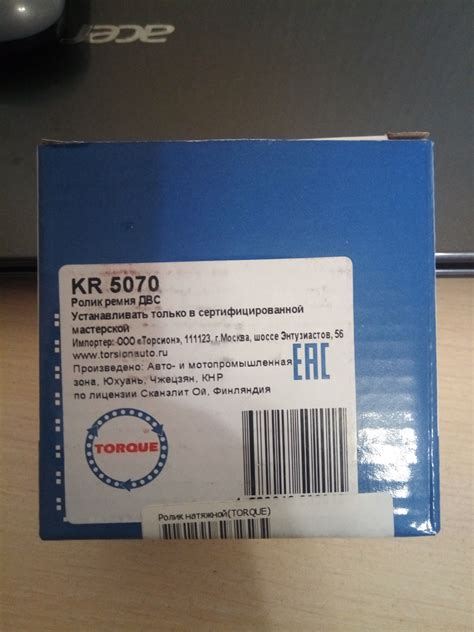 acer
KR 5070
Ролик ремня ДВС
Устанавливать только в сертифицированной
мастерской
Импортер: ООО «Торсион», 111123, г.Москва, шоссе Энтузиастов, 56
www.torsionauto.ru
Произведено: Авто- и мотопромышленная
зона, Юхуань, Чжецзян, КНР
по лицензии Сканэлит Ой, Финляндия
EAC
TORQUE
Ролик натяжной(TORQUE)